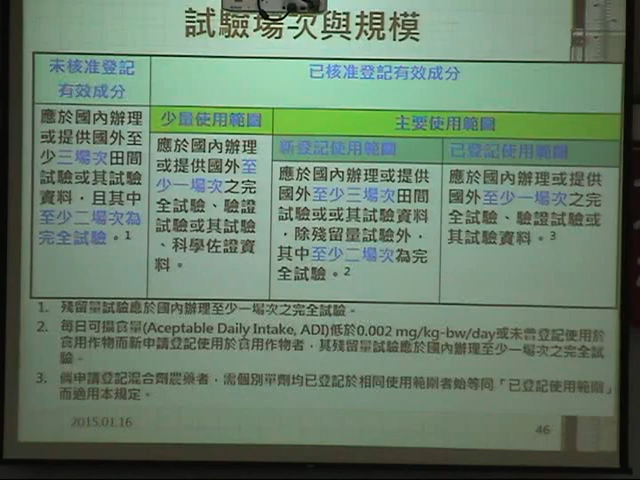 試驗場次與規模
未核准登記
有效成分
已核准登記有效成分
應於國內辦理
或提供國外至
少三場次田間
試驗或其試驗
資料，且其中
至少二場次為
完全試驗。1
少量使用範圍
應於國內辦理
或提供國外至
少一場次之完
全試驗、驗證
試驗或其試驗
、科學佐證資
料。
主要使用範圍
新登記使用範圍
應於國內辦理或提供
國外至少三場次田間
試驗或或其試驗資料
，除殘留量試驗外，
其中至少二場次為完
全試驗。2
已登記使用範圍
應於國內辦理或提供
國外至少一場次之完
全試驗、驗證試驗或
其試驗資料。3
1. 殘留量試驗應於國內辦理至少一場次之完全試驗。
2. 每日可攝食量(Aceptable Daily Intake, ADI)低於0.002 mg/kg-bw/day或未曾登記使用於
食用作物而新申請登記使用於食用作物者，其殘留量試驗應於國內辦理至少一場次之完全試
驗。
3. 倘申請登記混合劑農藥者，需個別單劑均已登記於相同使用範圍者始等同「已登記使用範圍」
而適用本規定。
2015.01.16
46